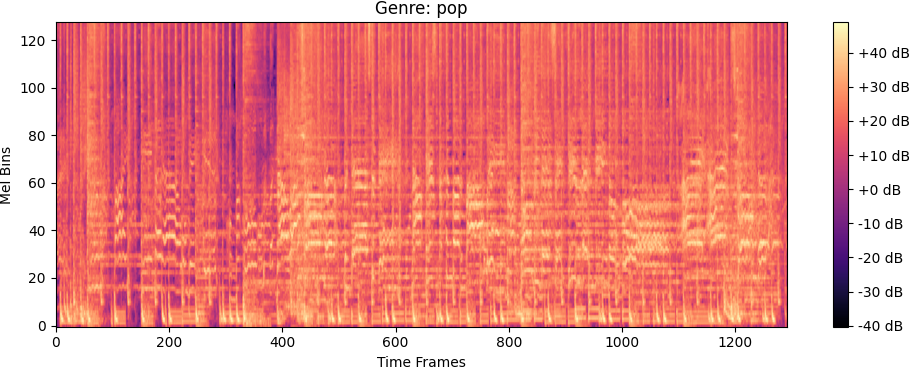 Genre: pop
Mel Bins
120
100
80
60
40
20
0
0 200 400 600 800 1000 1200
Time Frames
+40 dB
+30 dB
+20 dB
+10 dB
+0 dB
-10 dB
-20 dB
-30 dB
-40 dB